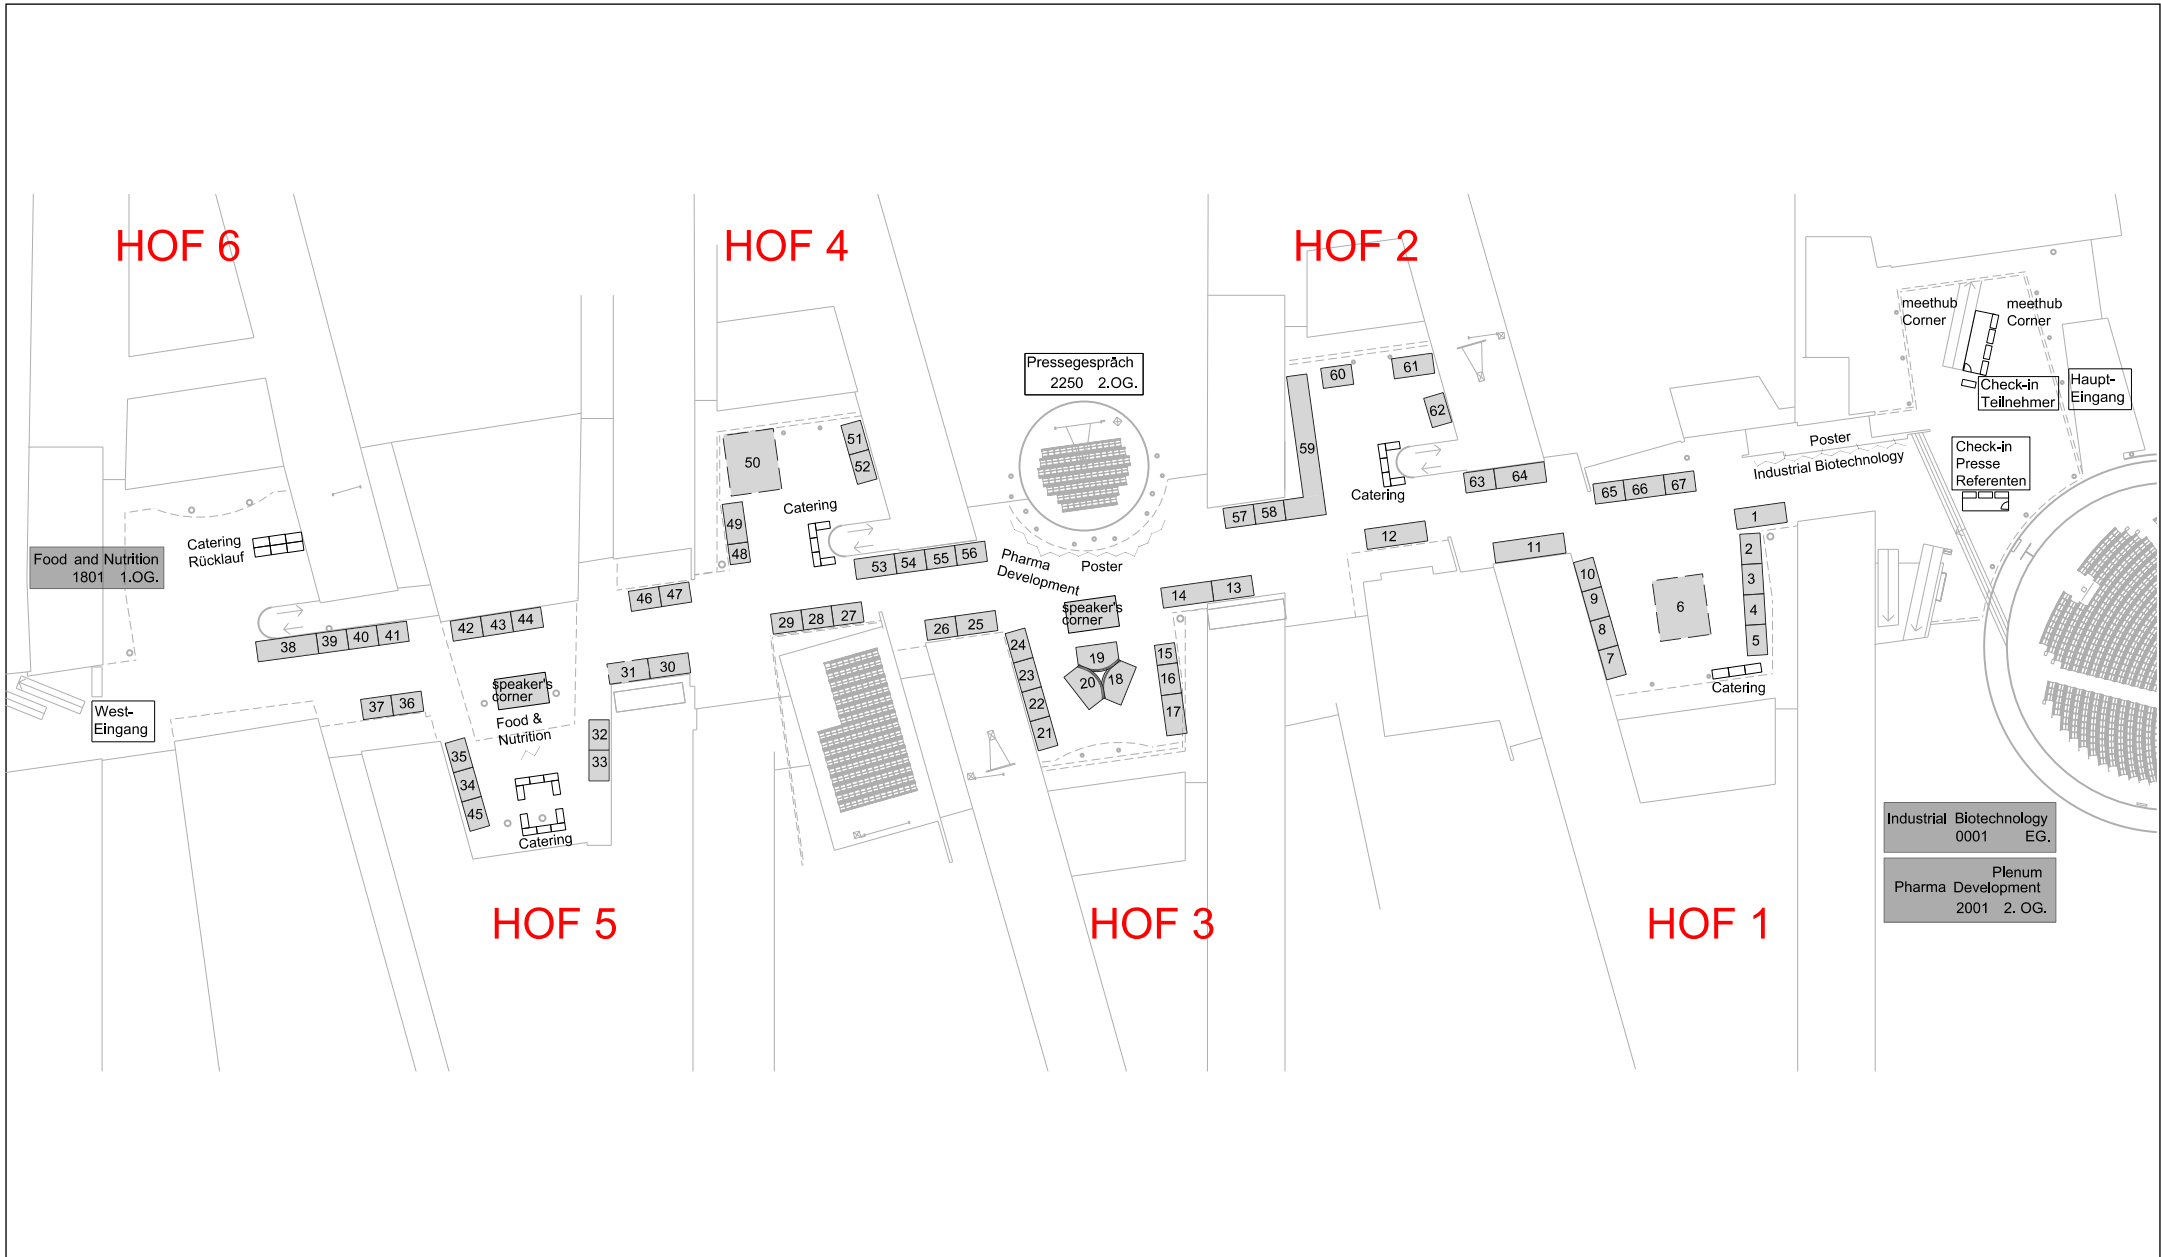 HOF 6
HOF 4
HOF 2
meethub
Corner
meethub
Corner
Pressegespräch
2250 2.OG.
Check-in
Teilnehmer
Haupt-
Eingang
Check-in
Presse
Referenten
Poster
Industrial Biotechnology
60
61
62
59
57
58
Catering
63
64
65
66
67
1
2
3
4
5
6
Catering
10
9
8
7
11
12
50
51
52
49
48
Catering
53
54
55
56
Pharma
Development
Poster
speaker's
corner
14
13
15
16
17
19
20
18
24
23
22
21
26
25
29
28
27
46
47
31
30
32
33
Food and Nutrition
1801 1.OG.
Catering
Rücklauf
38
39
40
41
42
43
44
37
36
West-
Eingang
speaker's
corner
Food &
Nutrition
35
34
45
Catering
Industrial Biotechnology
0001 EG.
Plenum
Pharma Development
2001 2. OG.
HOF 5
HOF 3
HOF 1